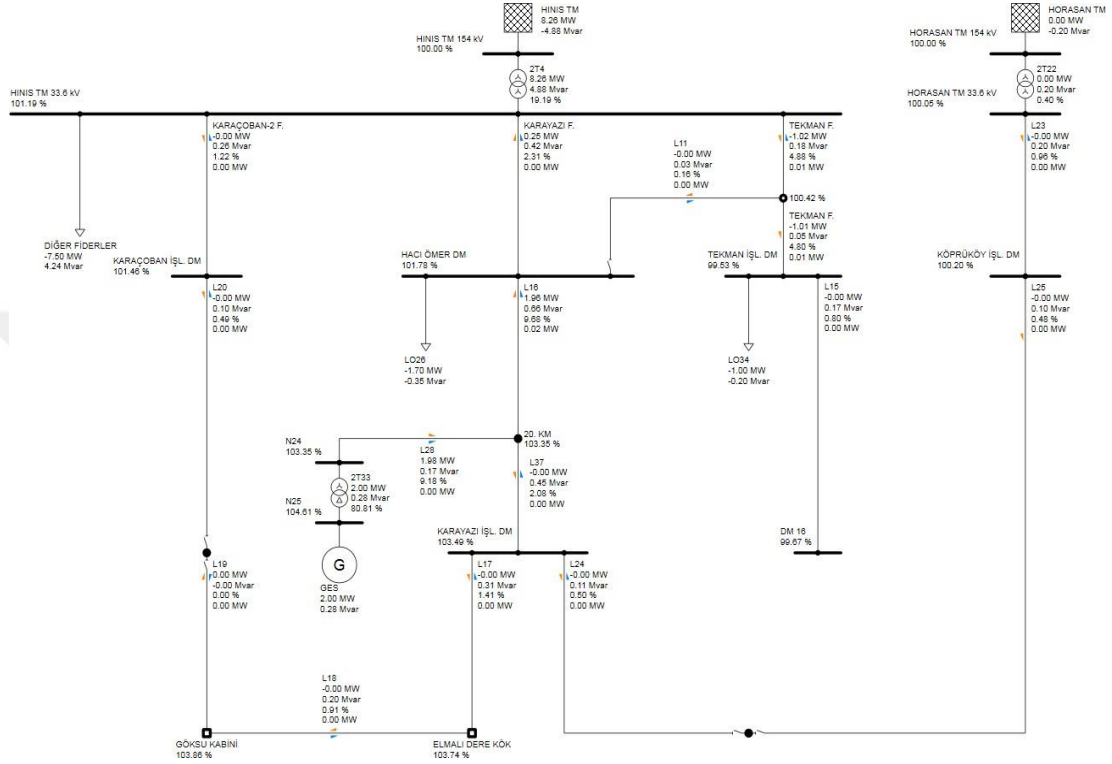 HINIS TM
8.26 MW
-4.88 Mvar
HORASAN TM
0.00 MW
-0.20 Mvar
HINIS TM 154 kV
100.00 %
HORASAN TM 154 kV
100.00 %
2T4
8.26 MW
4.88 Mvar
19.19 %
2T22
0.00 MW
0.20 Mvar
0.40 %
HINIS TM 33.6 kV
101.19 %
HORASAN TM 33.6 kV
100.05 %
KARAÇOBAN-2 F.
-0.00 MW
0.26 Mvar
1.22 %
0.00 MW
KARAYAZI F.
0.25 MW
0.42 Mvar
2.31 %
0.00 MW
TEKMAN F.
-1.02 MW
0.18 Mvar
4.88 %
0.01 MW
L23
-0.00 MW
0.20 Mvar
0.96 %
0.00 MW
L11
-0.00 MW
0.03 Mvar
0.16 %
0.00 MW
100.42 %
TEKMAN F.
-1.01 MW
0.05 Mvar
4.80 %
0.01 MW
DİĞER FİDERLER
-7.50 MW
4.24 Mvar
KARAÇOBAN İŞL. DM
101.46 %
HACI ÖMER DM
101.78 %
TEKMAN İŞL. DM
99.53 %
KÖPRÜKÖY İŞL. DM
100.20 %
L20
-0.00 MW
0.10 Mvar
0.49 %
0.00 MW
L16
1.96 MW
0.66 Mvar
9.68 %
0.02 MW
L15
-0.00 MW
0.17 Mvar
0.80 %
0.00 MW
L25
-0.00 MW
0.10 Mvar
0.48 %
0.00 MW
LO26
-1.70 MW
-0.35 Mvar
LO34
-1.00 MW
-0.20 Mvar
20. KM
103.35 %
N24
103.35 %
L28
1.98 MW
0.17 Mvar
9.18 %
0.00 MW
L37
-0.00 MW
0.45 Mvar
2.08 %
0.00 MW
2T33
2.00 MW
0.28 Mvar
80.81 %
N25
104.61 %
KARAYAZI İŞL. DM
103.49 %
DM 16
99.67 %
G
GES
2.00 MW
0.28 Mvar
L19
0.00 MW
-0.00 Mvar
0.00 %
0.00 MW
L17
-0.00 MW
0.31 Mvar
1.41 %
0.00 MW
L24
-0.00 MW
0.11 Mvar
0.50 %
0.00 MW
L18
-0.00 MW
0.20 Mvar
0.91 %
0.00 MW
GÖKSU KABİNİ
103.86 %
ELMALI DERE KÖK
103.74 %